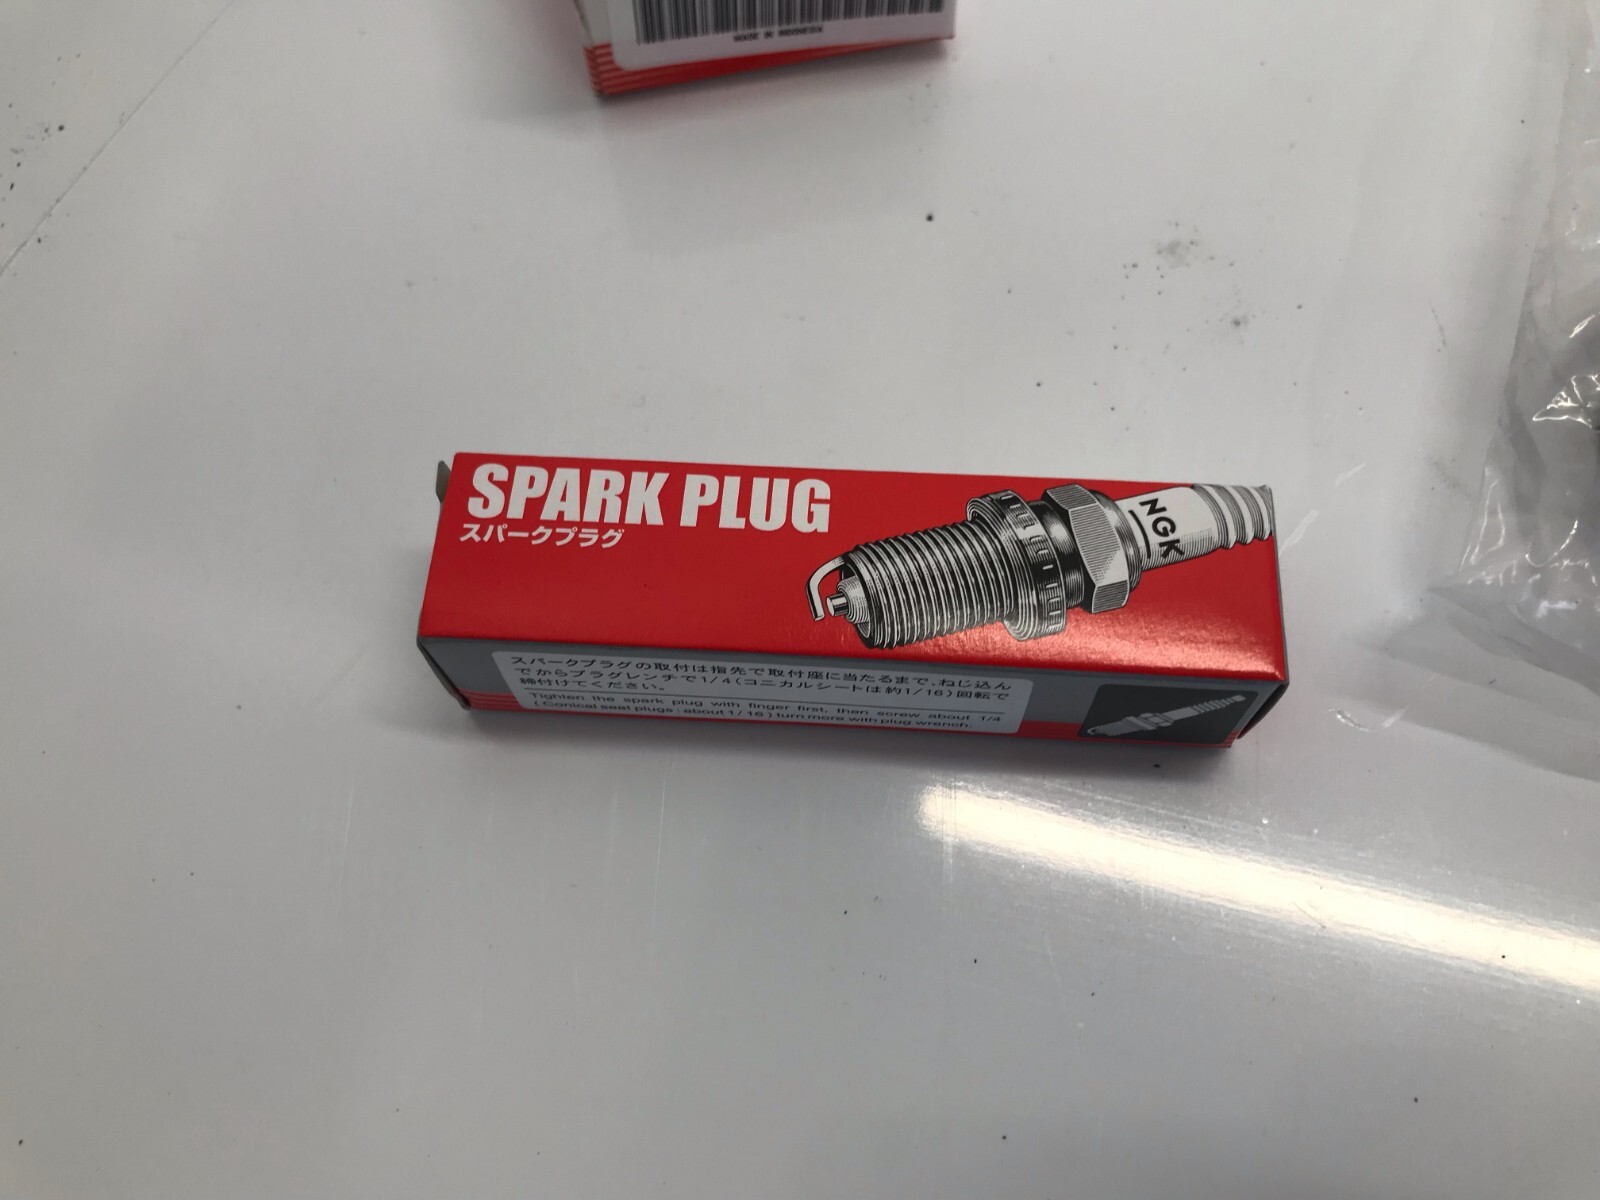 SPARK PLUG
スパークプラグ
NGK
スパークプラグの取付は指先で取付座に当たるまで、ねじ込ん
でからプラグレンチで1/4(コニカルシートは約1/16)回転で
締付けてください。
Tighten the spark plug with finger first, then screw about 1/4
(Conical seat plugs : about 1/16) turn more with plug wrench.